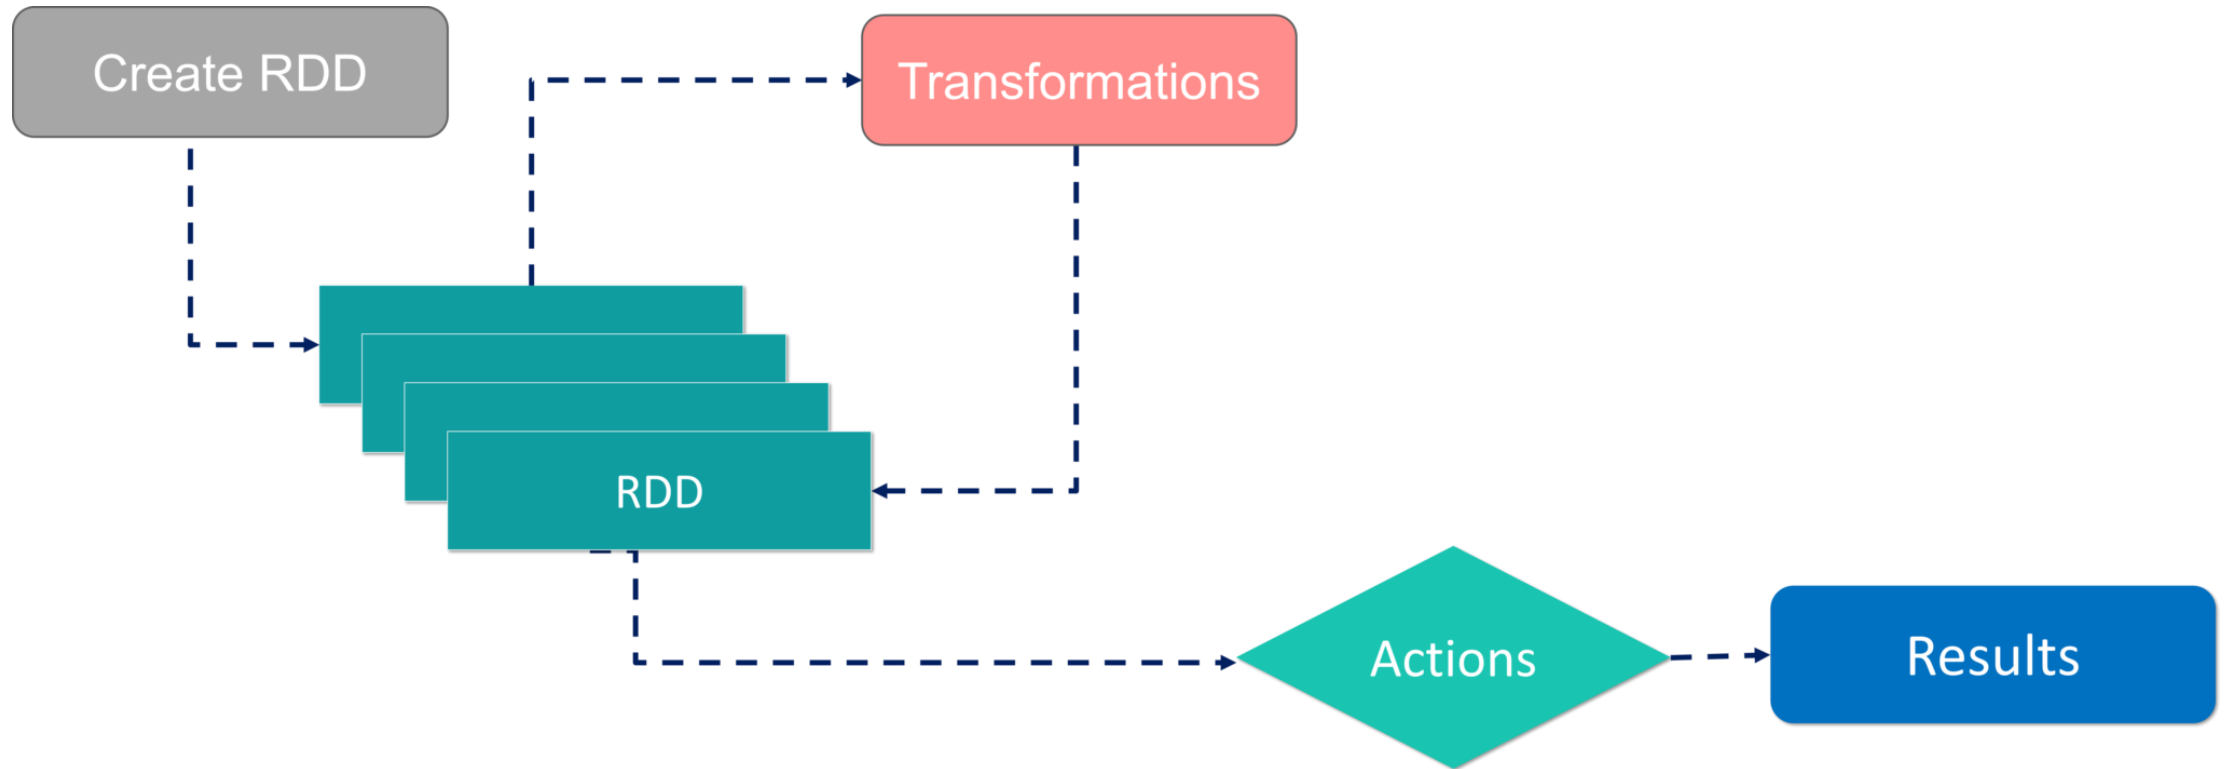 Create RDD
Transformations
RDD
Actions
Results